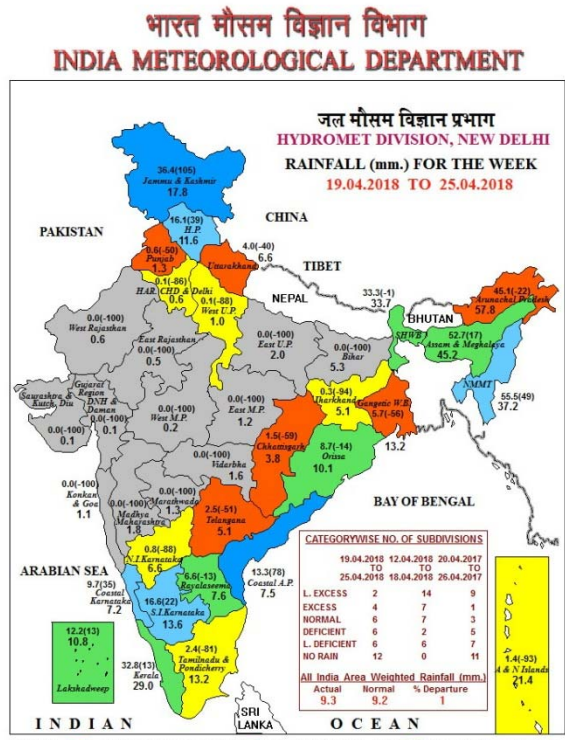 भारत मौसम विज्ञान विभाग
INDIA METEOROLOGICAL DEPARTMENT
जल मौसम विज्ञान प्रभाग
HYDROMET DIVISION, NEW DELHI
RAINFALL (mm.) FOR THE WEEK
19.04.2018 TO 25.04.2018
36.4(105)
Jammu & Kashmir
17.8
16.1(39)
H.P.
11.6
CHINA
PAKISTAN
0.6(-50)
Punjab
1.3
Uttarakhand
4.0(-40)
6.6
TIBET
0.1(-86)
HAR. CHD & Delhi
0.6
0.1(-88)
West U.P.
1.0
NEPAL
33.3(-1)
33.7
BHUTAN
45.1(-22)
Arunachal Pradesh
57.8
0.0(-100)
West Rajasthan
0.6
East Rajasthan
0.0(-100)
0.5
0.0(-100)
East U.P.
2.0
0.0(-100)
Bihar
5.3
SHWB
52.7(17)
Assam & Meghalaya
45.2
NMMT
55.5(49)
37.2
Saurashtra &
Kutch, Diu
0.0(-100)
0.1
Gujarat
Region
DNH &
Daman
0.0(-100)
0.1
0.0(-100)
West M.P.
0.2
0.0(-100)
East M.P.
1.2
0.3(-94)
Jharkhand
5.1
Gangetic W.B.
5.7(-56)
13.2
1.5(-59)
Chhattisgarh
3.8
8.7(-14)
Orissa
10.1
0.0(-100)
Vidarbha
1.6
0.0(-100)
Konkan
& Goa
1.1
0.0(-100)
Madhya
Maharashtra
1.8
0.0(-100)
Marathwada
1.3
2.5(-51)
Telangana
5.1
BAY OF BENGAL
ARABIAN SEA
0.8(-88)
N.I.Karnataka
6.6
9.7(35)
Coastal
Karnataka
7.2
6.6(-13)
Rayalaseema
7.6
13.3(78)
Coastal A.P.
7.5
16.6(22)
S.I.Karnataka
13.6
12.2(13)
10.8
Lakshadweep
32.8(13)
Kerala
29.0
2.4(-81)
Tamilnadu &
Pondicherry
13.2
1.4(-93)
A & N Islands
21.4
CATEGORYWISE NO. OF SUBDIVISIONS
19.04.2018 12.04.2018 20.04.2017
TO TO TO
25.04.2018 18.04.2018 26.04.2017
L. EXCESS 2 14 9
EXCESS 4 7 1
NORMAL 6 7 3
DEFICIENT 6 2 5
L. DEFICIENT 6 6 7
NO RAIN 12 0 11
All India Area Weighted Rainfall (mm.)
Actual Normal % Departure
9.3 9.2 1
SRI
LANKA
INDIAN OCEAN